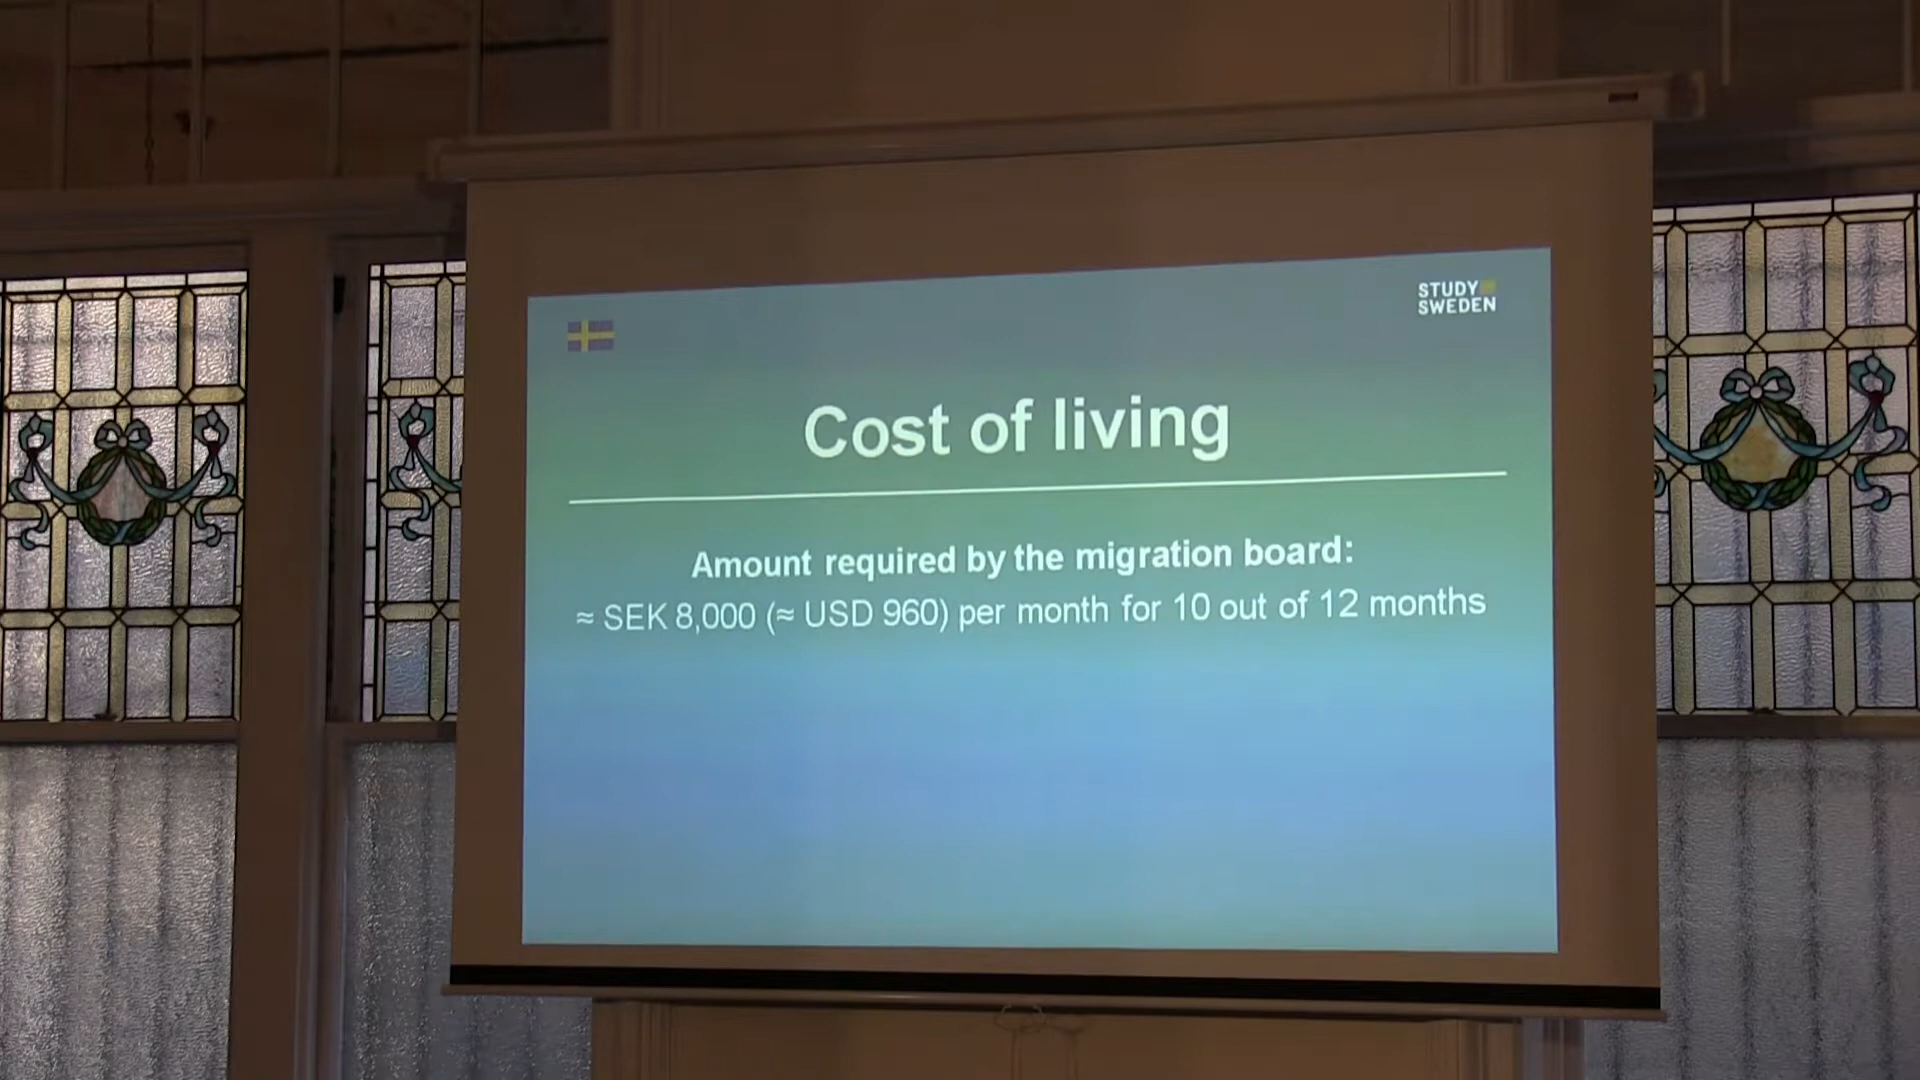 STUDY
SWEDEN
Cost of living
Amount required by the migration board:
≈ SEK 8,000 (≈ USD 960) per month for 10 out of 12 months